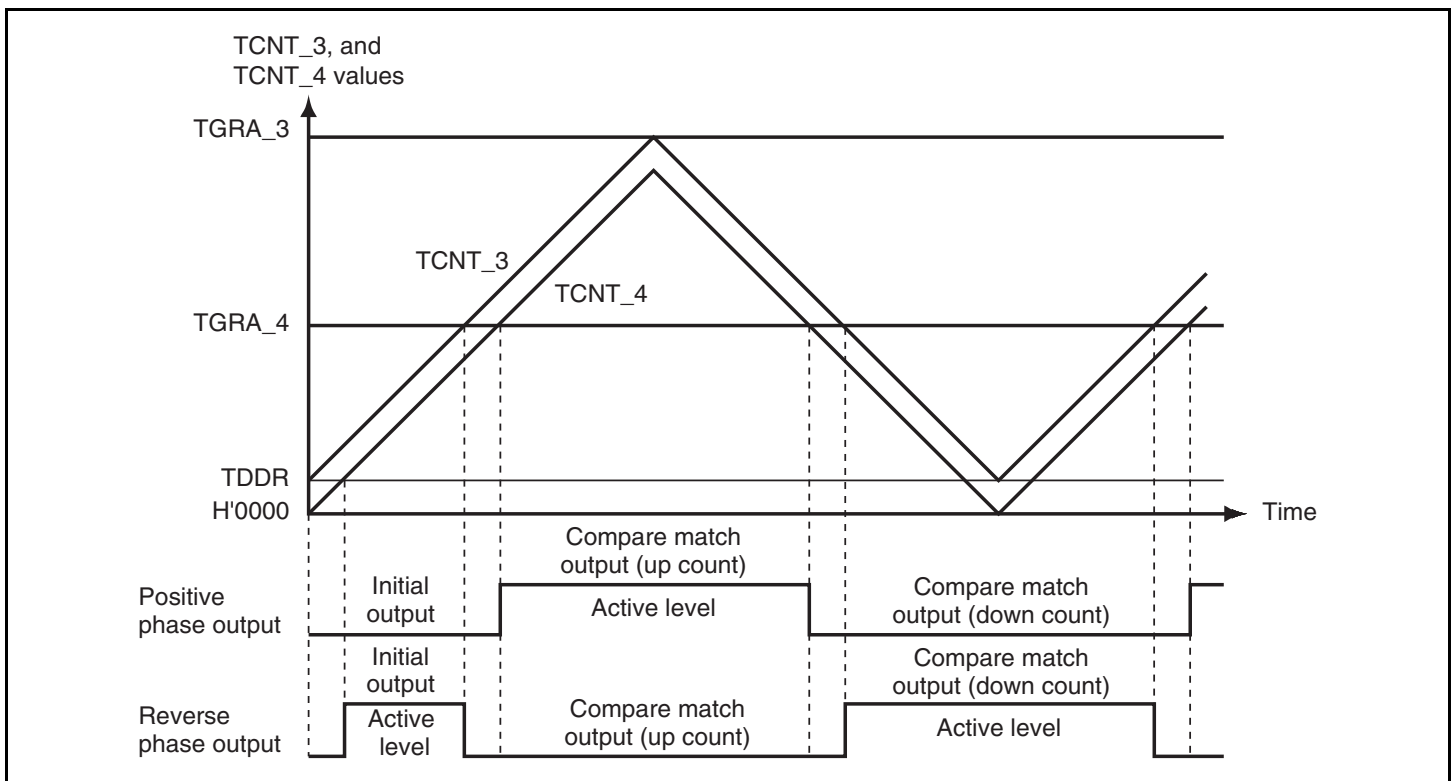 TCNT_3, and
TCNT_4 values
TGRA_3
TCNT_3
TCNT_4
TGRA_4
TDDR
H'0000
Time
Compare match
output (up count)
Positive
phase output
Initial
output
Active level
Compare match
output (down count)
Initial
output
Compare match
output (down count)
Reverse
phase output
Active
level
Compare match
output (up count)
Active level